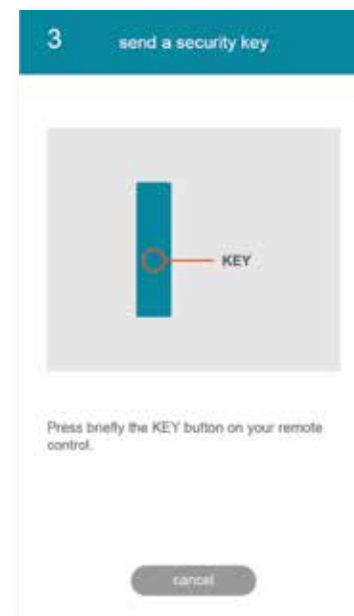 3 send a security key
KEY
Press briefly the KEY button on your remote
control.
cancel